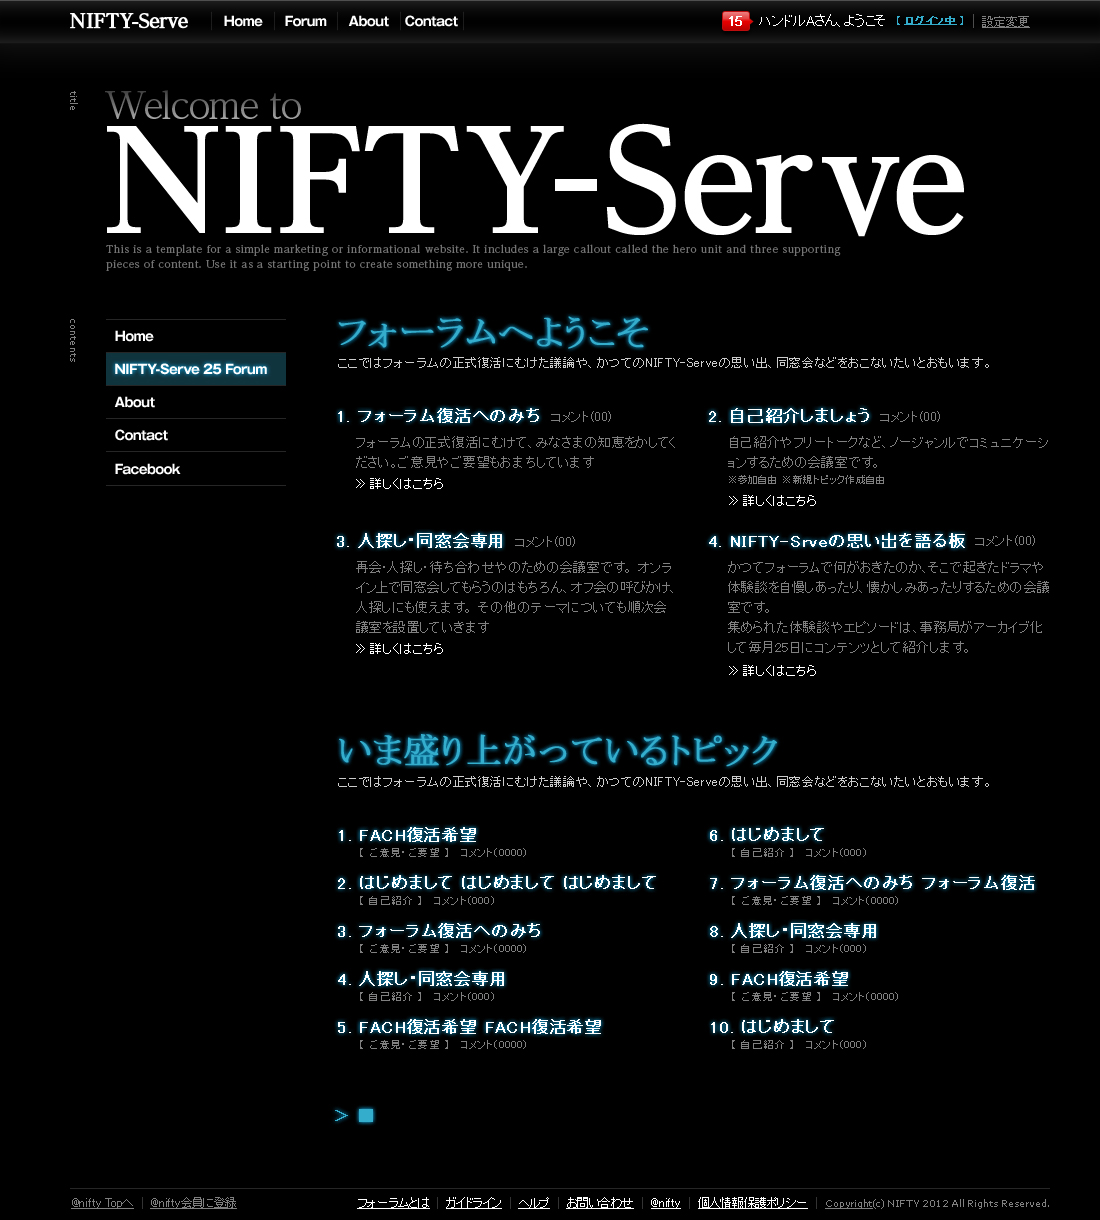 NIFTY-Serve Home Forum About Contact 15 ハンドルAさん、ようこそ 【 ログイン中 】 設定変更
title
Welcome to
NIFTY-Serve
This is a template for a simple marketing or informational website. It includes a large callout called the hero unit and three supporting
pieces of content. Use it as a starting point to create something more unique.
contents
Home
NIFTY-Serve 25 Forum
About
Contact
Facebook
フォーラムへようこそ
ここではフォーラムの正式復活にむけた議論や、かつてのNIFTY-Serveの思い出、同窓会などをおこないたいとおもいます。
1. フォーラム復活へのみち コメント(00)
フォーラムの正式復活にむけて、みなさまの知恵をかしてく
ださい。ご意見やご要望もおまちしています
≫ 詳しくはこちら
2. 自己紹介しましょう コメント(00)
自己紹介やフリートークなど、ノージャンルでコミュニケーシ
ョンするための会議室です。
※参加自由 ※新規トピック作成自由
≫ 詳しくはこちら
3. 人探し・同窓会専用 コメント(00)
再会・人探し・待ち合わせやのための会議室です。オンラ
イン上で同窓会してもらうのはもちろん、オフ会の呼びかけ、
人探しにも使えます。その他のテーマについても順次会
議室を設置していきます
≫ 詳しくはこちら
4. NIFTY-Srveの思い出を語る板 コメント(00)
かつてフォーラムで何がおきたのか、そこで起きたドラマや
体験談を自慢しあったり、懐かしみあったりするための会議
室です。
集められた体験談やエピソードは、事務局がアーカイブ化
して毎月25日にコンテンツとして紹介します。
≫ 詳しくはこちら
いま盛り上がっているトピック
ここではフォーラムの正式復活にむけた議論や、かつてのNIFTY-Serveの思い出、同窓会などをおこないたいとおもいます。
1. FACH復活希望
【 ご意見・ご要望 】 コメント(0000)
2. はじめまして はじめまして はじめまして
【 自己紹介 】 コメント(000)
3. フォーラム復活へのみち
【 ご意見・ご要望 】 コメント(0000)
4. 人探し・同窓会専用
【 自己紹介 】 コメント(000)
5. FACH復活希望 FACH復活希望
【 ご意見・ご要望 】 コメント(0000)
6. はじめまして
【 自己紹介 】 コメント(000)
7. フォーラム復活へのみち フォーラム復活
【 ご意見・ご要望 】 コメント(0000)
8. 人探し・同窓会専用
【 自己紹介 】 コメント(000)
9. FACH復活希望
【 ご意見・ご要望 】 コメント(0000)
10. はじめまして
【 自己紹介 】 コメント(000)
> ■
@nifty Topへ @nifty会員に登録 フォーラムとは ガイドライン ヘルプ お問い合わせ @nifty 個人情報保護ポリシー Copyright(c) NIFTY 2012 All Rights Reserved.